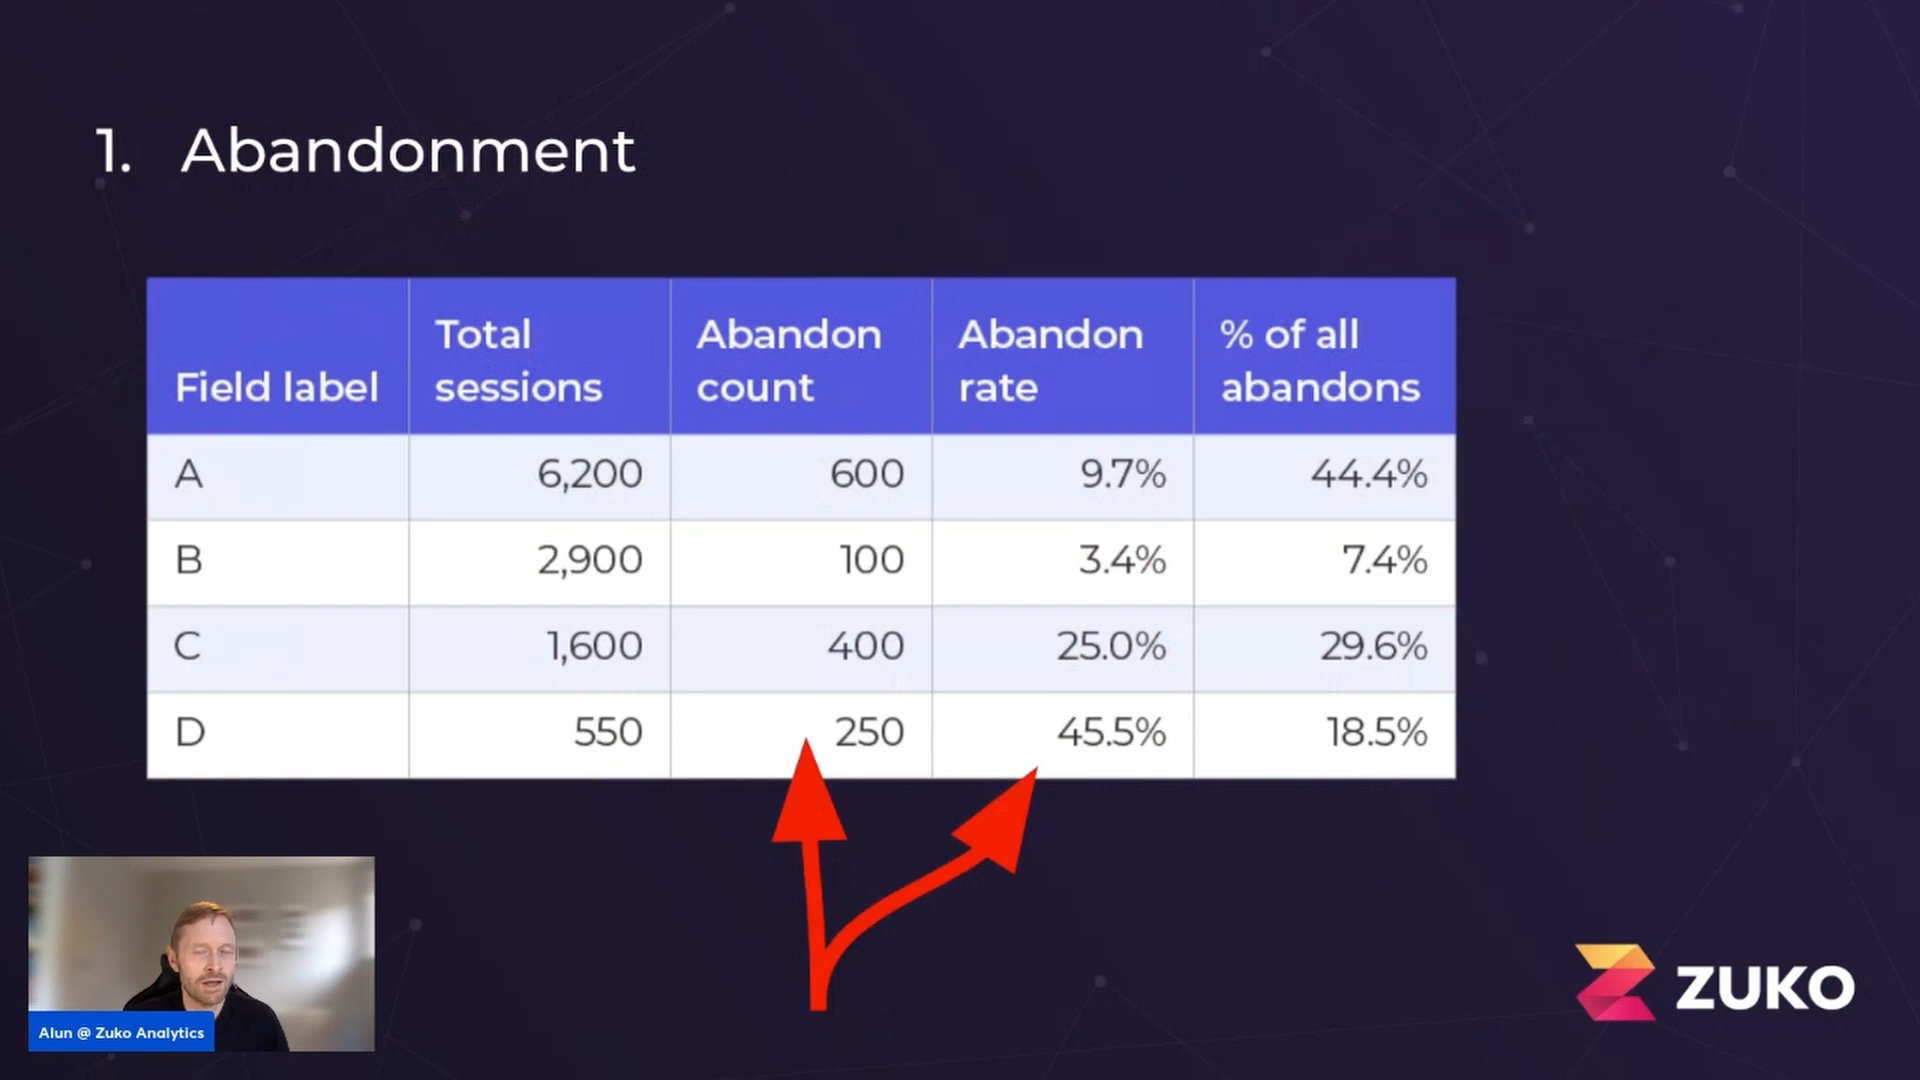 1. Abandonment
Field label
Total sessions
Abandon count
Abandon rate
% of all abandons
A 6,200 600 9.7% 44.4%
B 2,900 100 3.4% 7.4%
C 1,600 400 25.0% 29.6%
D 550 250 45.5% 18.5%
Alun @ Zuko Analytics
ZUKO